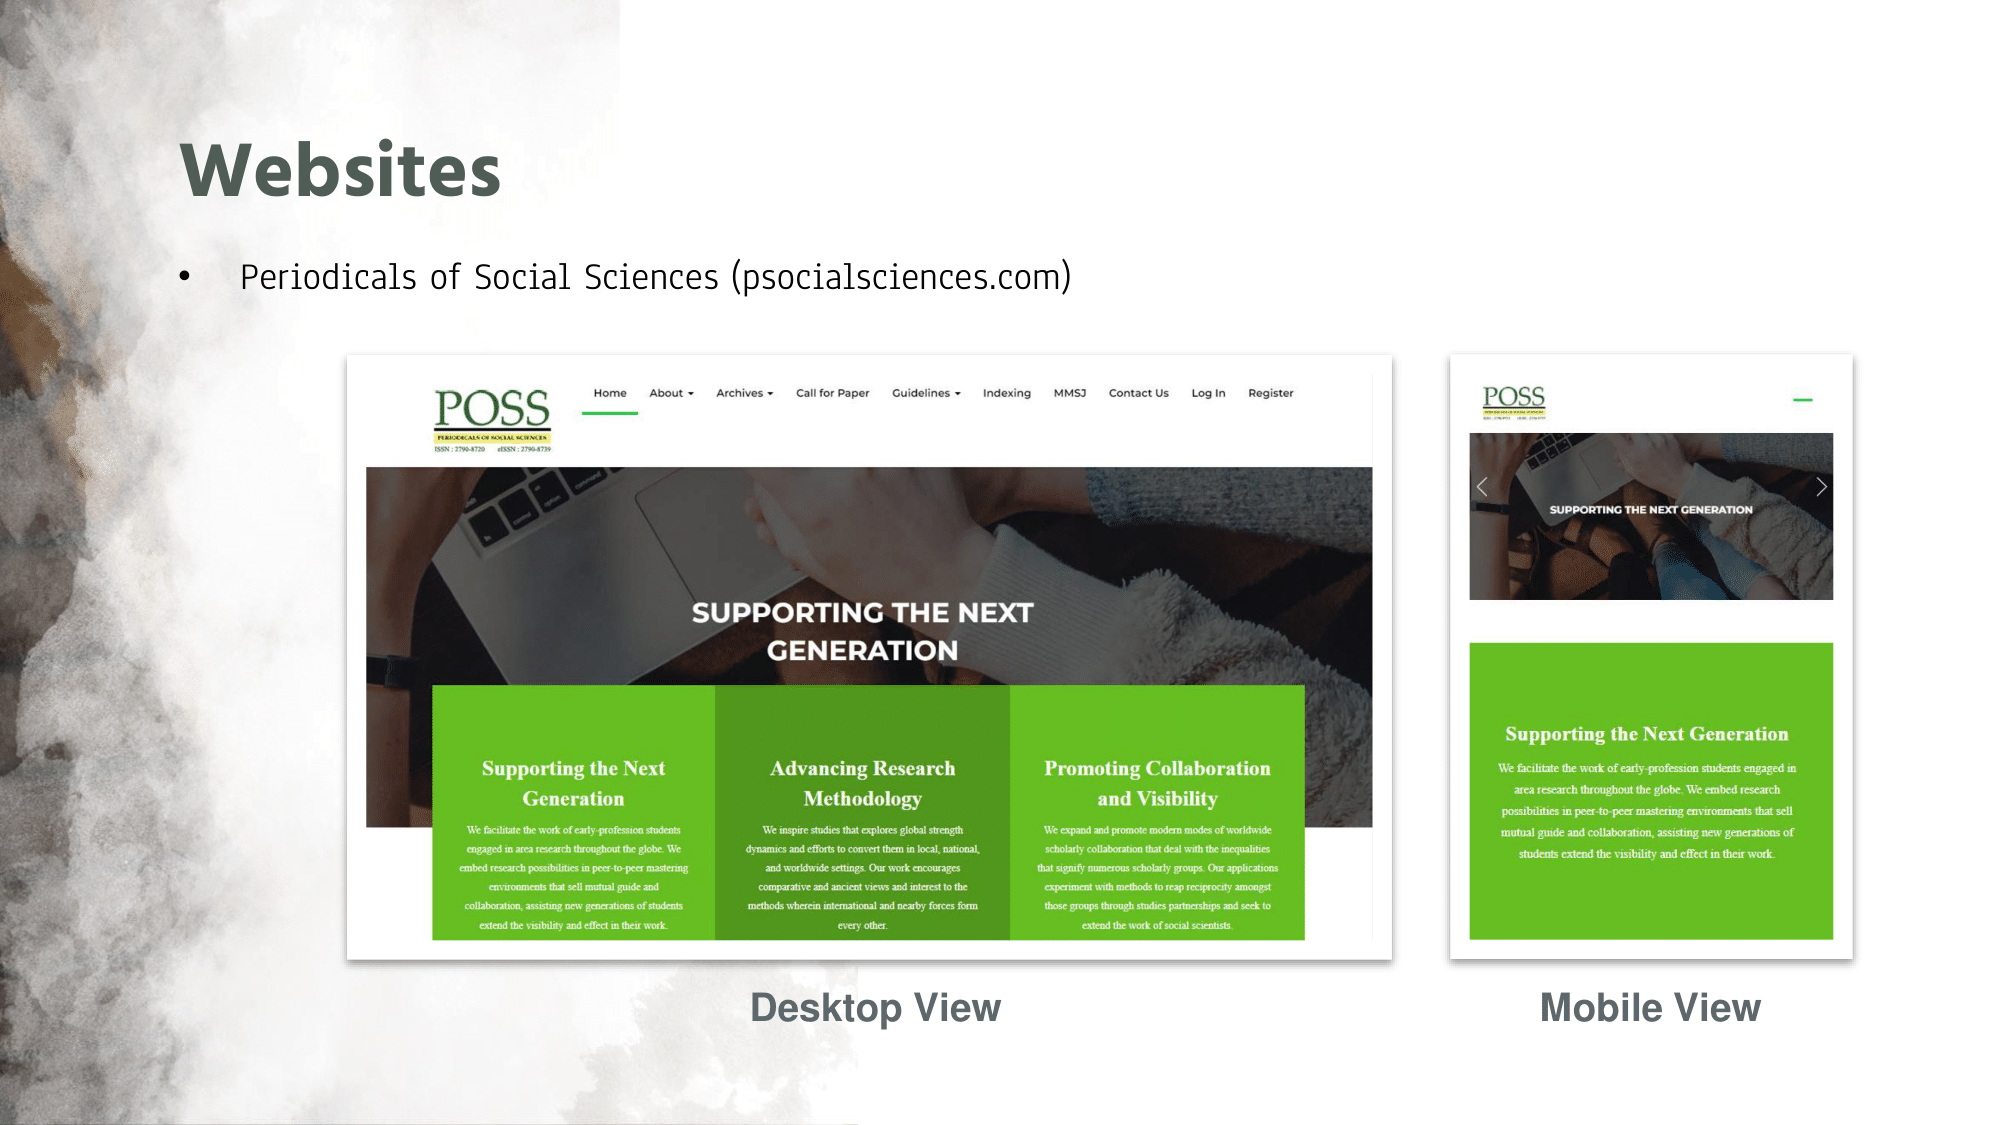 Websites
• Periodicals of Social Sciences (psocialsciences.com)
POSS
PERIODICALS OF SOCIAL SCIENCES
ISSN : 2790-8720 eISSN : 2790-8739
Home About Archives Call for Paper Guidelines Indexing MMSJ Contact Us Log In Register
command
option
control
SUPPORTING THE NEXT
GENERATION
Supporting the Next
Generation
We facilitate the work of early-profession students
engaged in area research throughout the globe. We
embed research possibilities in peer-to-peer mastering
environments that sell mutual guide and
collaboration, assisting new generations of students
extend the visibility and effect in their work.
Advancing Research
Methodology
We inspire studies that explores global strength
dynamics and efforts to convert them in local, national,
and worldwide settings. Our work encourages
comparative and ancient views and interest to the
methods wherein international and nearby forces form
every other.
Promoting Collaboration
and Visibility
We expand and promote modern modes of worldwide
scholarly collaboration that deal with the inequalities
that signify numerous scholarly groups. Our applications
experiment with methods to reap reciprocity amongst
those groups through studies partnerships and seek to
extend the work of social scientists.
Desktop View
POSS
PERIODICALS OF SOCIAL SCIENCES
SUPPORTING THE NEXT GENERATION
Supporting the Next Generation
We facilitate the work of early-profession students engaged in
area research throughout the globe. We embed research
possibilities in peer-to-peer mastering environments that sell
mutual guide and collaboration, assisting new generations of
students extend the visibility and effect in their work.
Mobile View